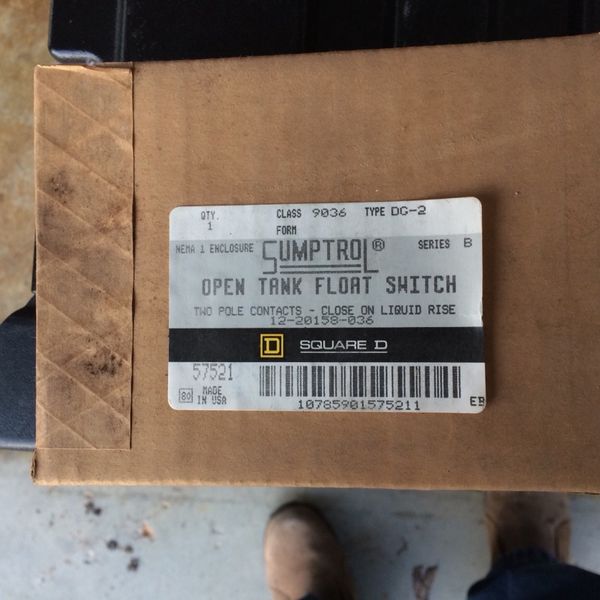 QTY. CLASS 9036 TYPE DG-2
1 FORM
NEMA 1 ENCLOSURE SUMPTROL® SERIES B
OPEN TANK FLOAT SWITCH
TWO POLE CONTACTS - CLOSE ON LIQUID RISE
12-20158-036
D SQUARE D
57521
80 MADE IN USA
10785901575211 EB